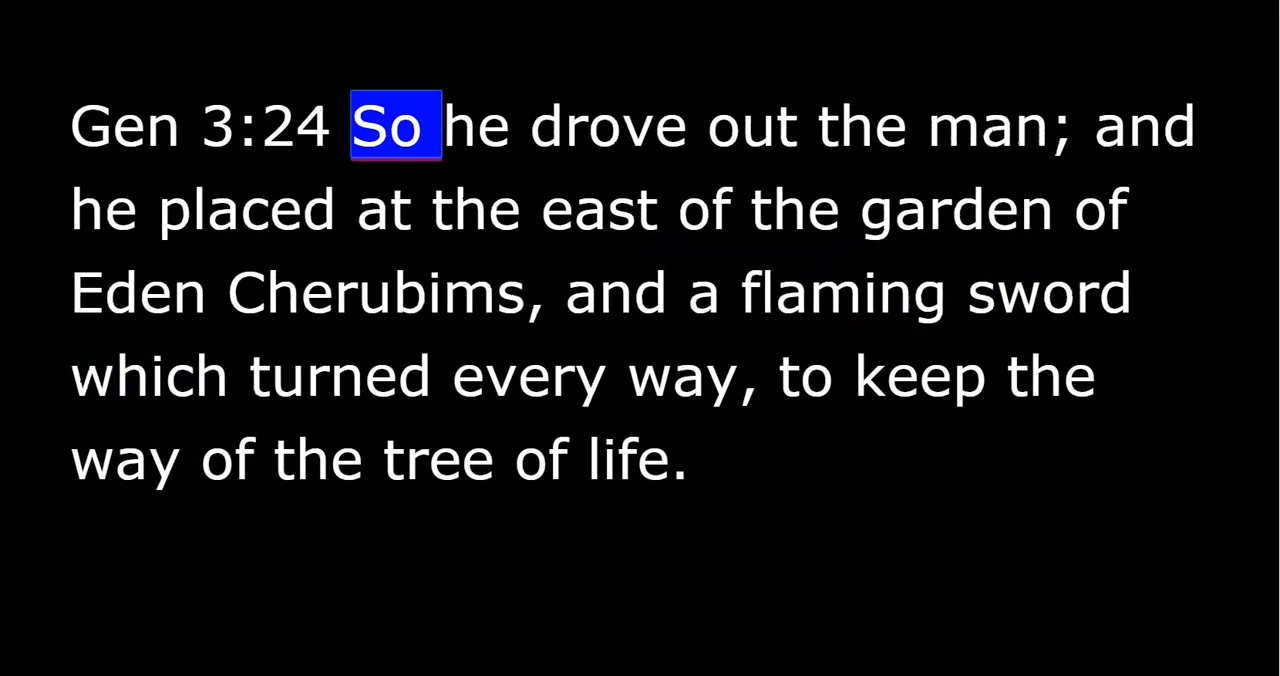 Gen 3:24 So he drove out the man; and
he placed at the east of the garden of
Eden Cherubims, and a flaming sword
which turned every way, to keep the
way of the tree of life.